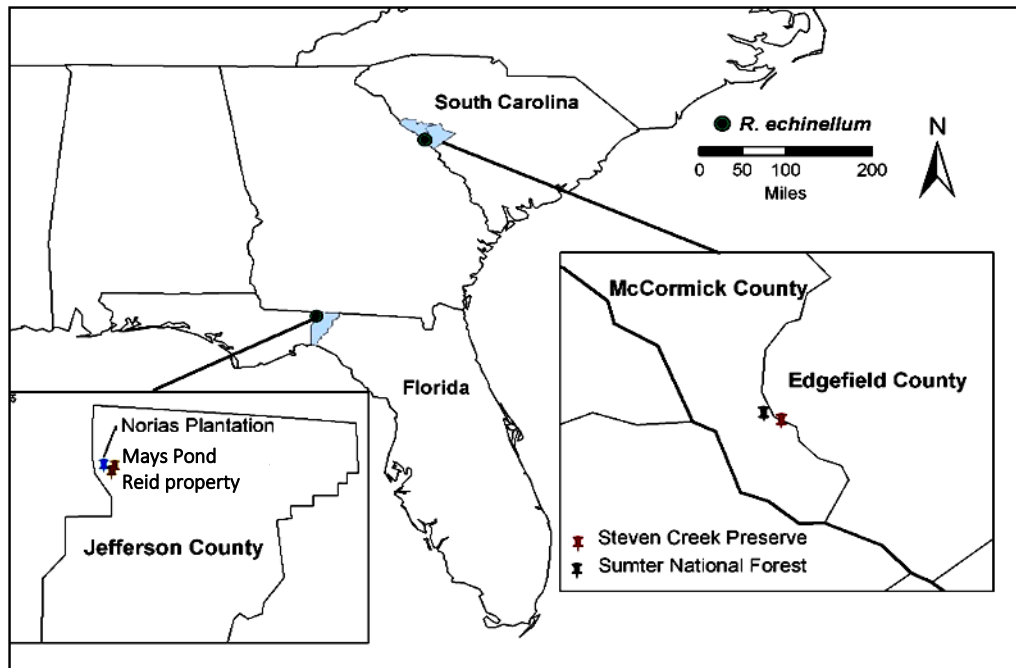 South Carolina
R. echinellum
N
0 50 100 200
Miles
McCormick County
Edgefield County
Florida
Norias Plantation
Mays Pond
Reid property
Jefferson County
Steven Creek Preserve
Sumter National Forest